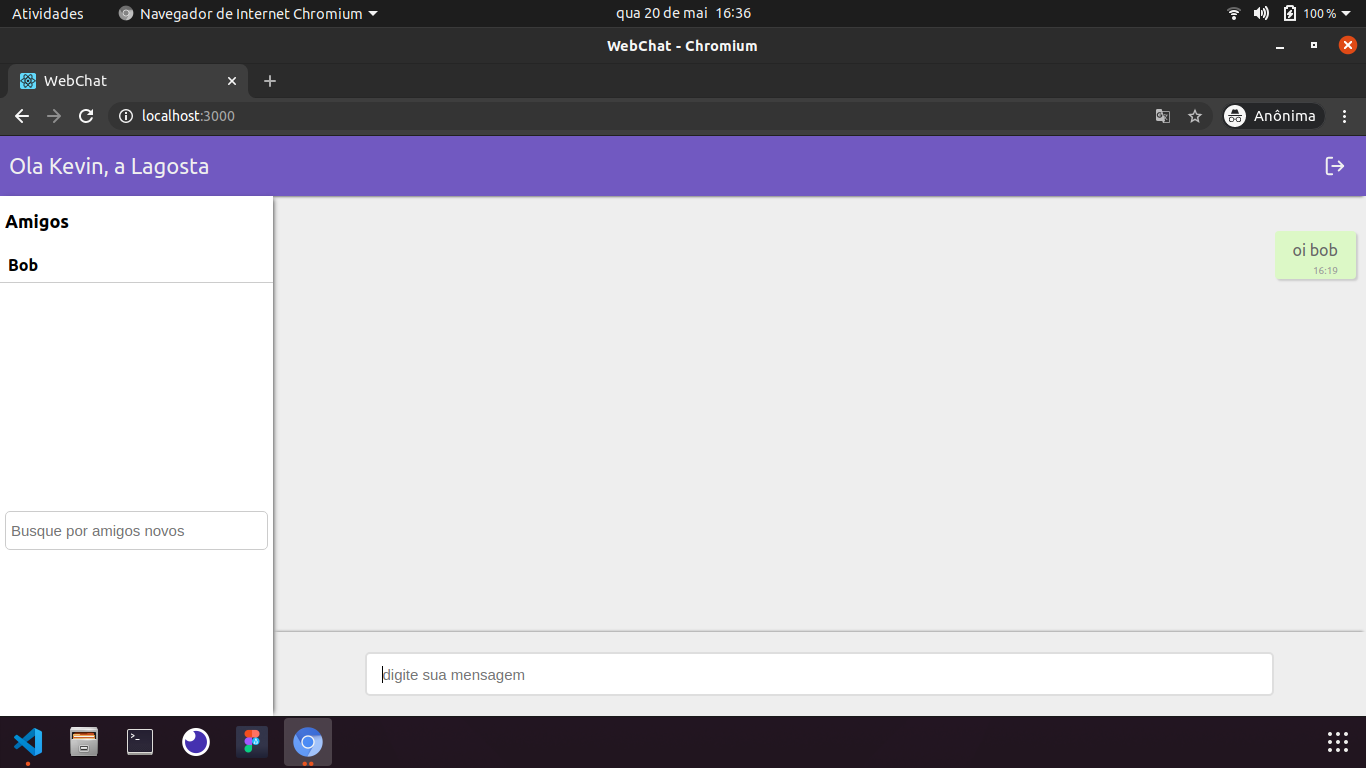 Atividades Navegador de Internet Chromium qua 20 de mai 16:36 100 %
WebChat - Chromium
WebChat
localhost:3000 Anônima
Ola Kevin, a Lagosta
Amigos
oi bob
16:19
Bob
Busque por amigos novos
digite sua mensagem